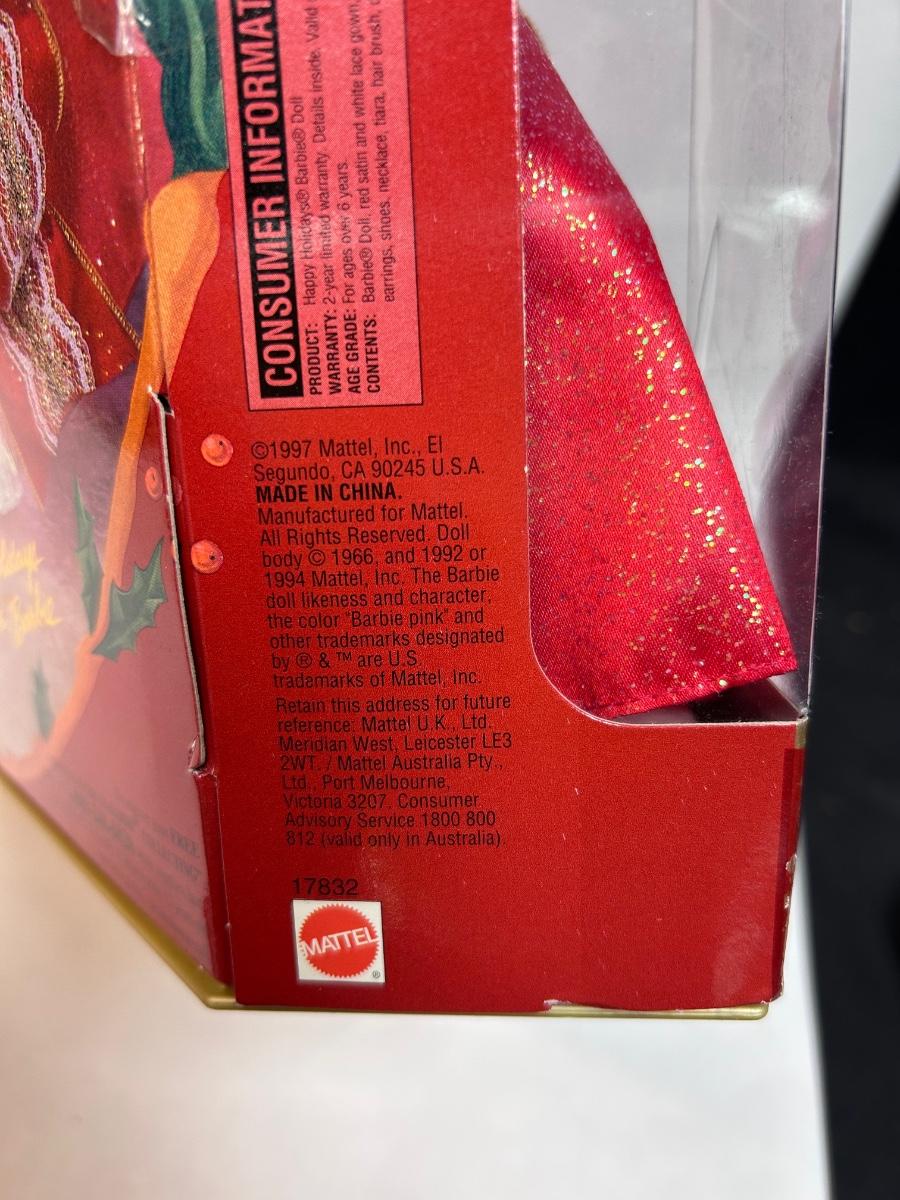 CONSUMER INFORMAT
PRODUCT: Happy Holidays® Barbie® Doll
WARRANTY: 2-year limited warranty. Details inside. Valid
AGE GRADE: For ages over 6 years.
CONTENTS: Barbie® Doll, red satin and white lace gown,
earrings, shoes, necklace, tiara, hair brush,
©1997 Mattel, Inc., El
Segundo, CA 90245 U.S.A.
MADE IN CHINA.
Manufactured for Mattel.
All Rights Reserved. Doll
body © 1966, and 1992 or
1994 Mattel, Inc. The Barbie
doll likeness and character,
the color "Barbie pink" and
other trademarks designated
by ® & ™ are U.S.
trademarks of Mattel, Inc.
Retain this address for future
reference: Mattel U.K., Ltd.
Meridian West, Leicester LE3
2WT. / Mattel Australia Pty.,
Ltd., Port Melbourne,
Victoria 3207, Consumer
Advisory Service 1800 800
812 (valid only in Australia).
17832
MATTEL
®